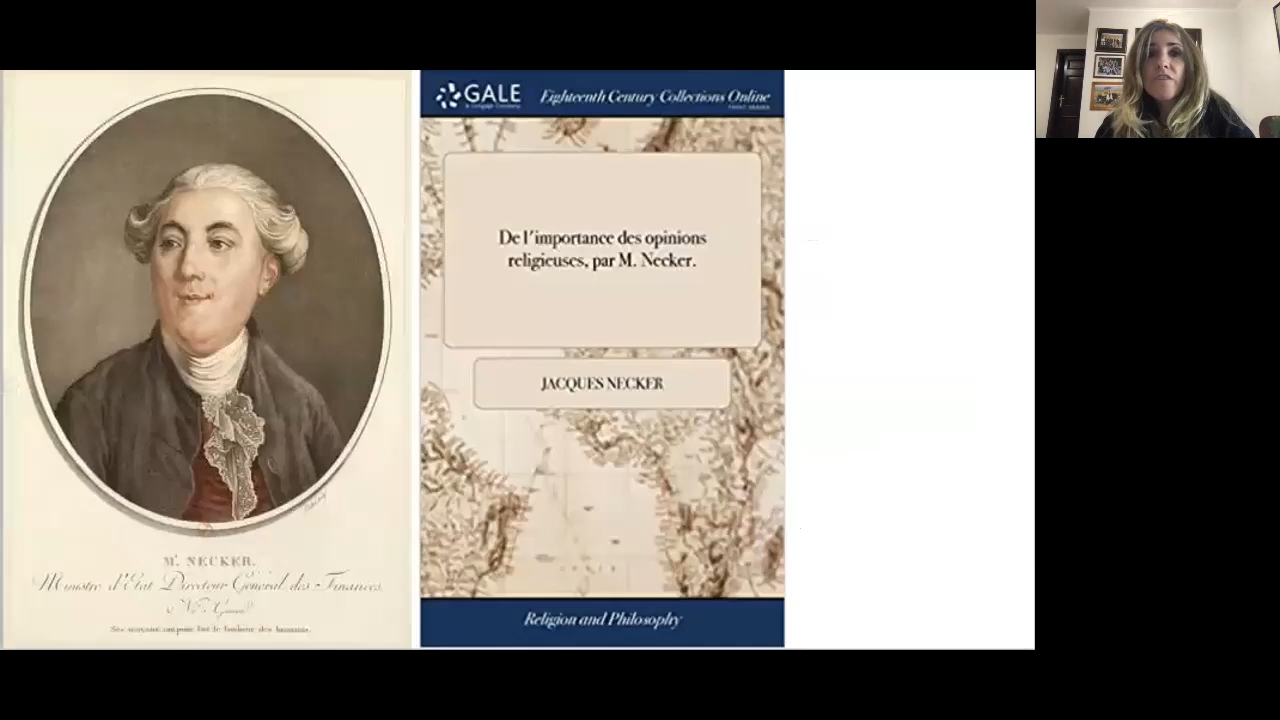 M. NECKER.
Ministre d'Etat Directeur Général des Finances.
GALE
Eighteenth Century Collections Online
De l'importance des opinions
religieuses, par M. Necker.
JACQUES NECKER
Religion and Philosophy